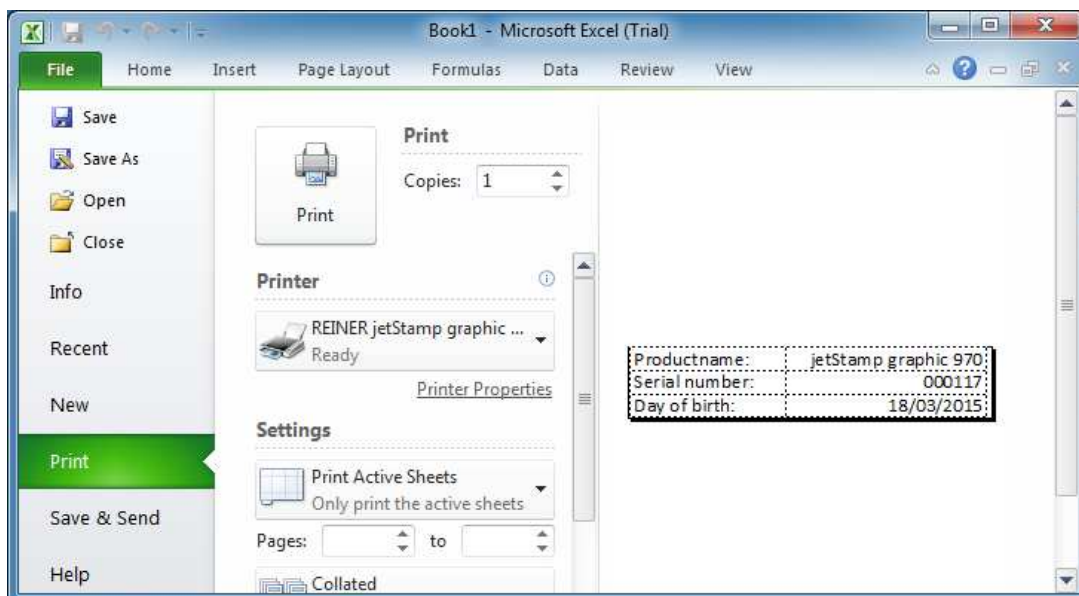 Book1 - Microsoft Excel (Trial)
File Home Insert Page Layout Formulas Data Review View
Save
Save As
Open
Close
Info
Recent
New
Print
Save & Send
Help
Print
Print
Copies: 1
Printer
REINER jetStamp graphic ...
Ready
Printer Properties
Settings
Print Active Sheets
Only print the active sheets
Pages: to
Collated
Productname: jetStamp graphic 970
Serial number: 000117
Day of birth: 18/03/2015